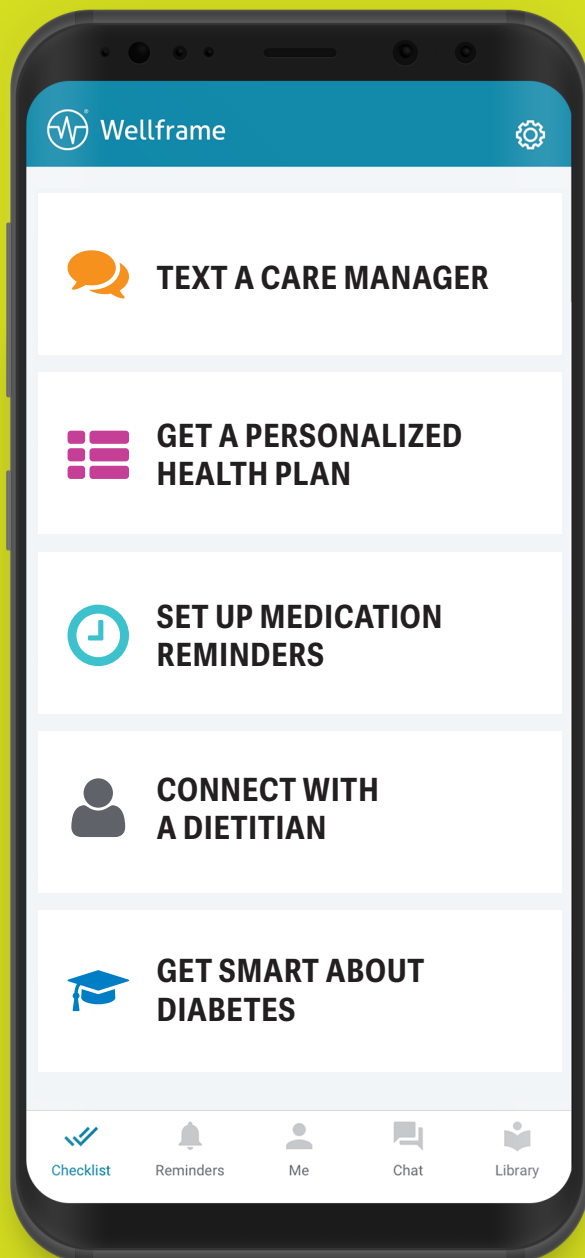 Wellframe
TEXT A CARE MANAGER
GET A PERSONALIZED
HEALTH PLAN
SET UP MEDICATION
REMINDERS
CONNECT WITH
A DIETITIAN
GET SMART ABOUT
DIABETES
Checklist
Reminders
Me
Chat
Library